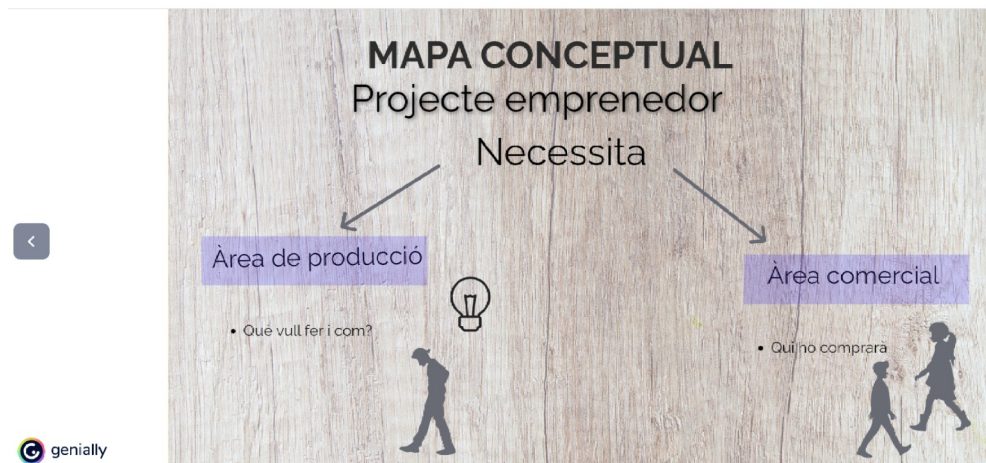 MAPA CONCEPTUAL
Projecte emprenedor
Necessita
Àrea de producció
• Què vull fer i com?
Àrea comercial
• Qui ho comprarà
genially